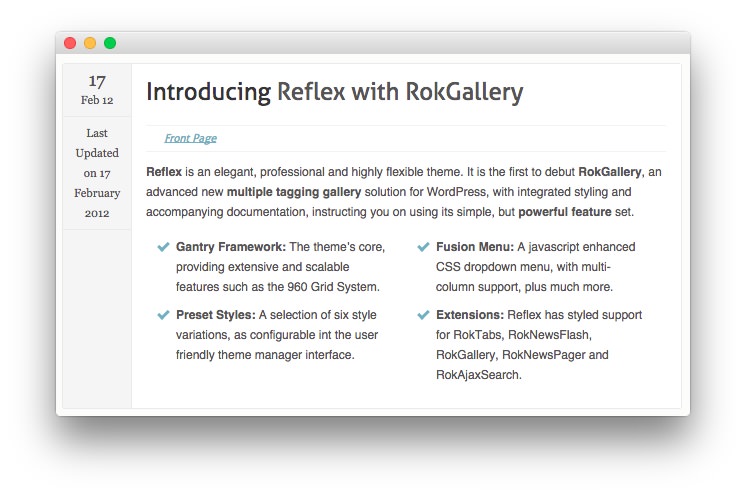 17
Feb 12
Last
Updated
on 17
February
2012
Introducing Reflex with RokGallery
Front Page
Reflex is an elegant, professional and highly flexible theme. It is the first to debut RokGallery, an
advanced new multiple tagging gallery solution for WordPress, with integrated styling and
accompanying documentation, instructing you on using its simple, but powerful feature set.
Gantry Framework: The theme's core,
providing extensive and scalable
features such as the 960 Grid System.
Fusion Menu: A javascript enhanced
CSS dropdown menu, with multi-
column support, plus much more.
Preset Styles: A selection of six style
variations, as configurable int the user
friendly theme manager interface.
Extensions: Reflex has styled support
for RokTabs, RokNewsFlash,
RokGallery, RokNewsPager and
RokAjaxSearch.